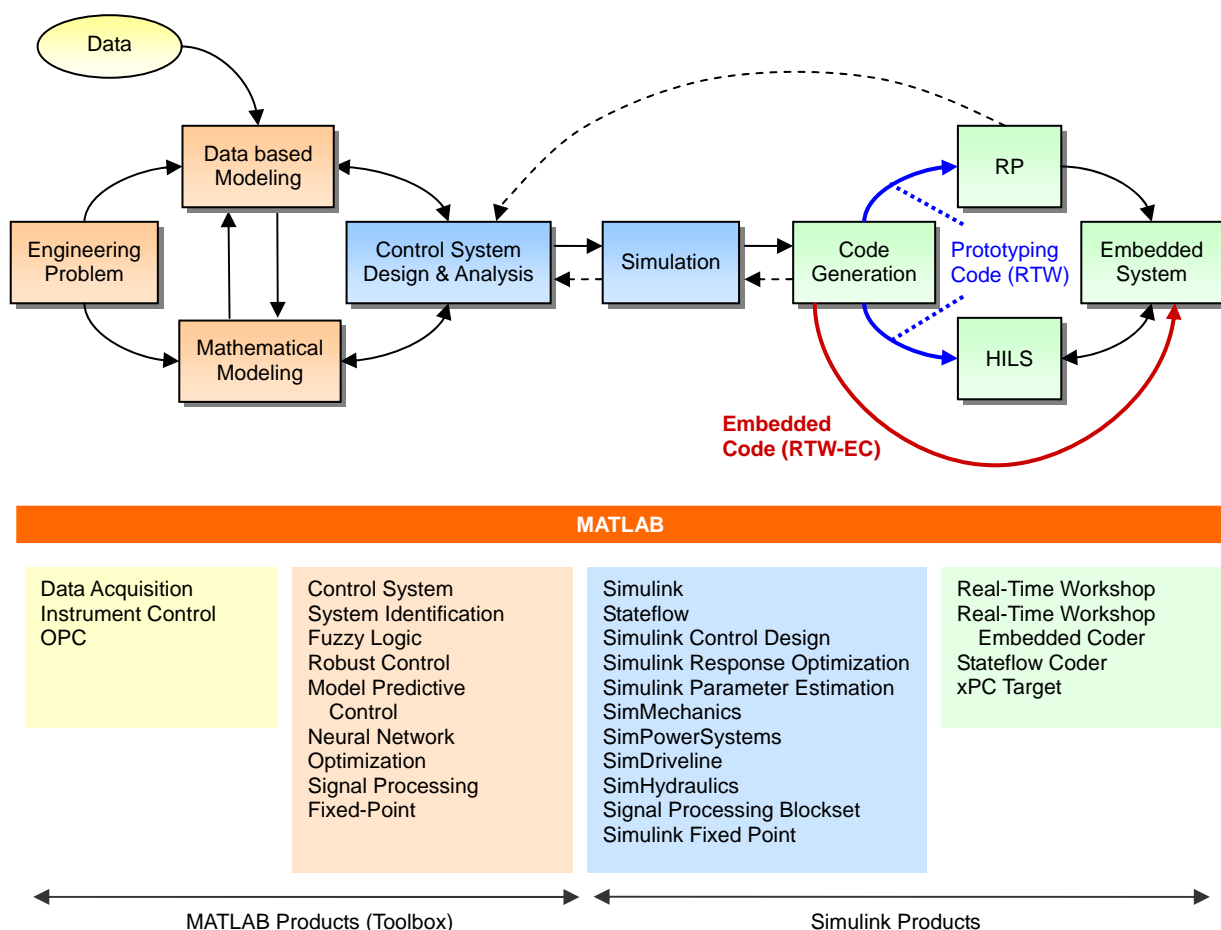 Data
Data based
Modeling
RP
Engineering
Problem
Control System
Design & Analysis
Simulation
Code
Generation
Prototyping
Code (RTW)
Embedded
System
Mathematical
Modeling
HILS
Embedded
Code (RTW-EC)
MATLAB
Data Acquisition
Instrument Control
OPC
Control System
System Identification
Fuzzy Logic
Robust Control
Model Predictive
Control
Neural Network
Optimization
Signal Processing
Fixed-Point
Simulink
Stateflow
Simulink Control Design
Simulink Response Optimization
Simulink Parameter Estimation
SimMechanics
SimPowerSystems
SimDriveline
SimHydraulics
Signal Processing Blockset
Simulink Fixed Point
Real-Time Workshop
Real-Time Workshop
Embedded Coder
Stateflow Coder
xPC Target
MATLAB Products (Toolbox)
Simulink Products